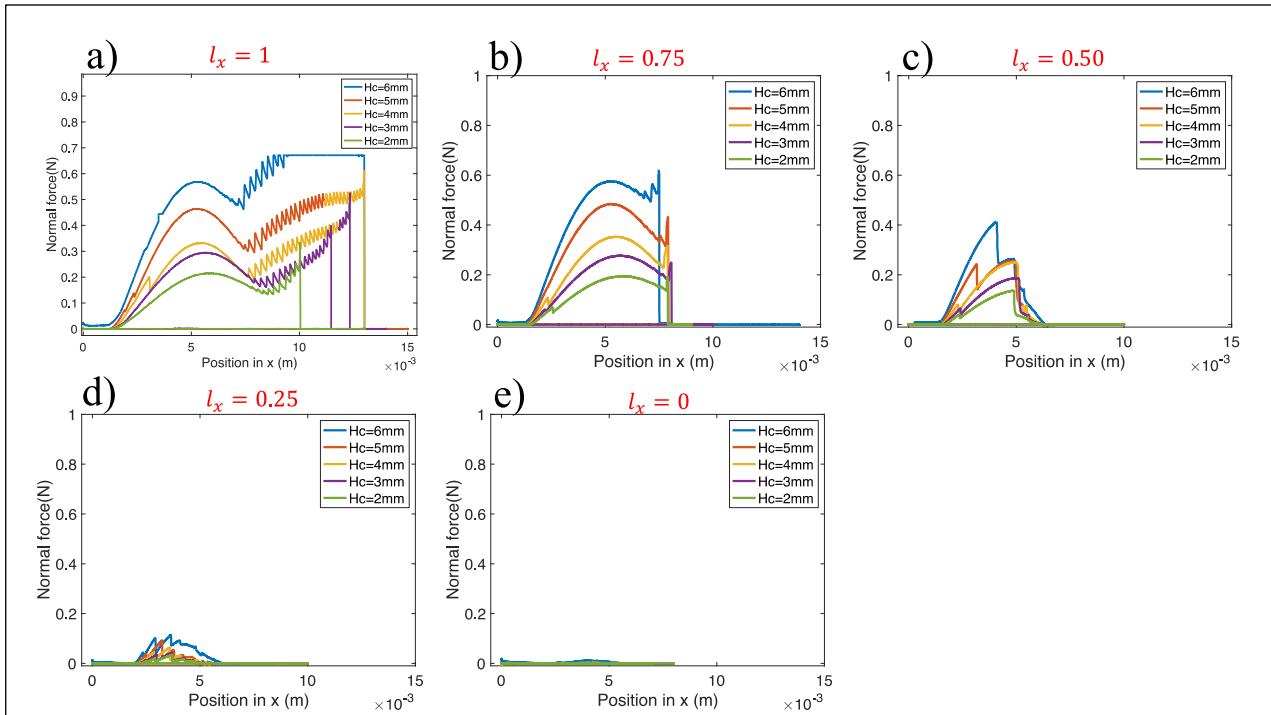 a)
l_x = 1
0.9
0.8
0.7
0.6
0.5
0.4
0.3
0.2
0.1
0
Normal force(N)
Hc=6mm
Hc=5mm
Hc=4mm
Hc=3mm
Hc=2mm
0 5 10 15
Position in x (m)
×10⁻³
b)
l_x = 0.75
1
0.8
0.6
0.4
0.2
0
Normal force(N)
Hc=6mm
Hc=5mm
Hc=4mm
Hc=3mm
Hc=2mm
0 5 10 15
Position in x (m)
×10⁻³
c)
l_x = 0.50
1
0.8
0.6
0.4
0.2
0
Normal force(N)
Hc=6mm
Hc=5mm
Hc=4mm
Hc=3mm
Hc=2mm
0 5 10 15
Position in x (m)
×10⁻³
d)
l_x = 0.25
1
0.8
0.6
0.4
0.2
0
Normal force(N)
Hc=6mm
Hc=5mm
Hc=4mm
Hc=3mm
Hc=2mm
0 5 10 15
Position in x (m)
×10⁻³
e)
l_x = 0
1
0.8
0.6
0.4
0.2
0
Normal force(N)
Hc=6mm
Hc=5mm
Hc=4mm
Hc=3mm
Hc=2mm
0 5 10 15
Position in x (m)
×10⁻³